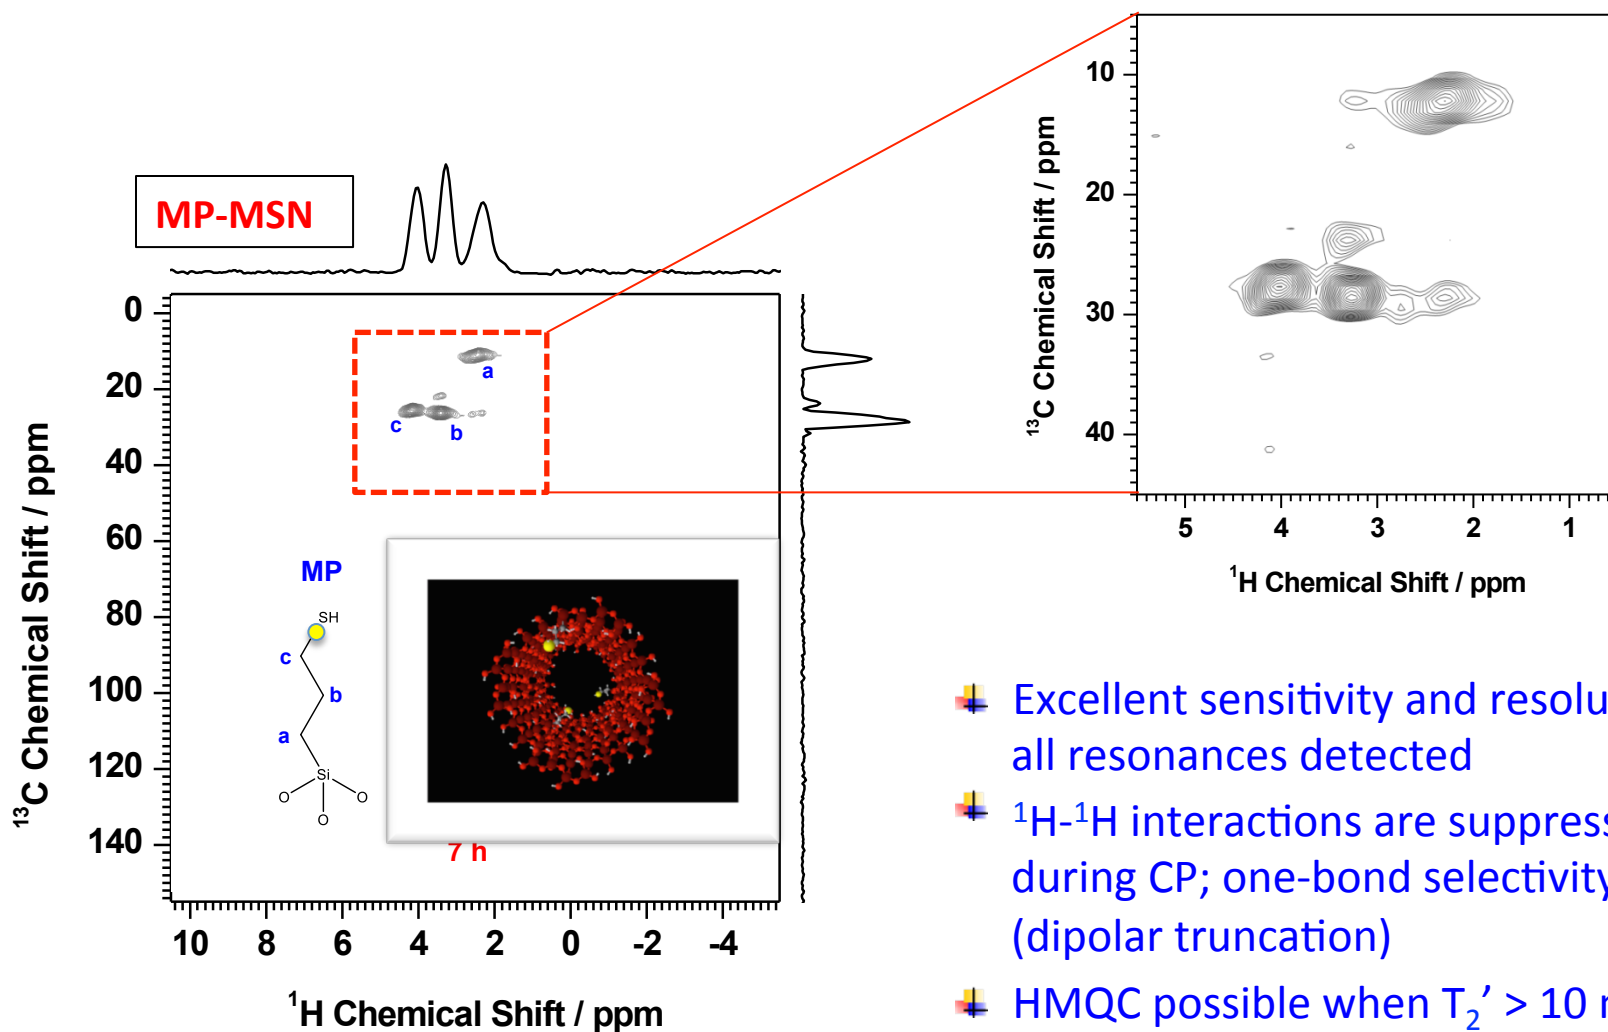 MP-MSN
0
20
40
60
80
100
120
140
¹³C Chemical Shift / ppm
10
8
6
4
2
0
-2
-4
¹H Chemical Shift / ppm
a
c
b
MP
SH
c
b
a
Si
O
O
O
7 h
10
20
30
40
¹³C Chemical Shift / ppm
5
4
3
2
1
¹H Chemical Shift / ppm
Excellent sensitivity and resolu
all resonances detected
¹H-¹H interactions are suppress
during CP; one-bond selectivity
(dipolar truncation)
HMQC possible when T₂’ > 10 m